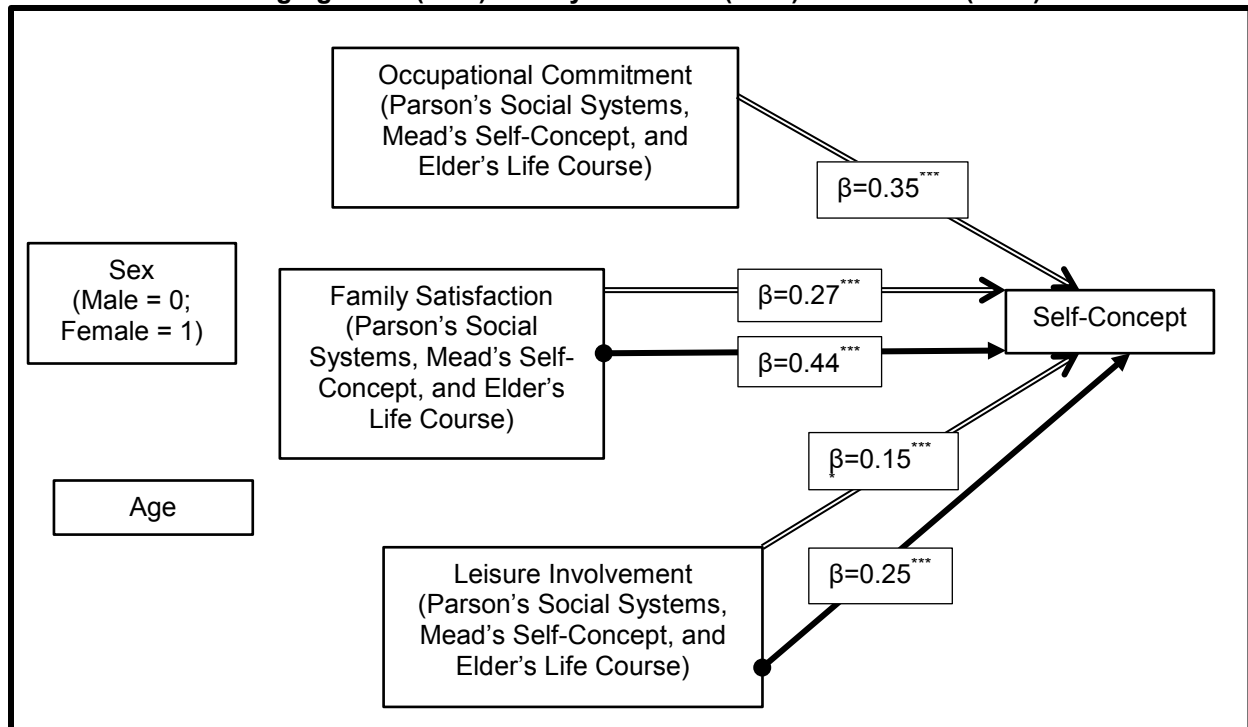 Occupational Commitment
(Parson's Social Systems,
Mead's Self-Concept, and
Elder's Life Course)
β=0.35***
Sex
(Male = 0;
Female = 1)
Family Satisfaction
(Parson's Social
Systems, Mead's Self-
Concept, and Elder's
Life Course)
β=0.27***
β=0.44***
Self-Concept
β=0.15***
*
Age
β=0.25***
Leisure Involvement
(Parson's Social Systems,
Mead's Self-Concept, and
Elder's Life Course)